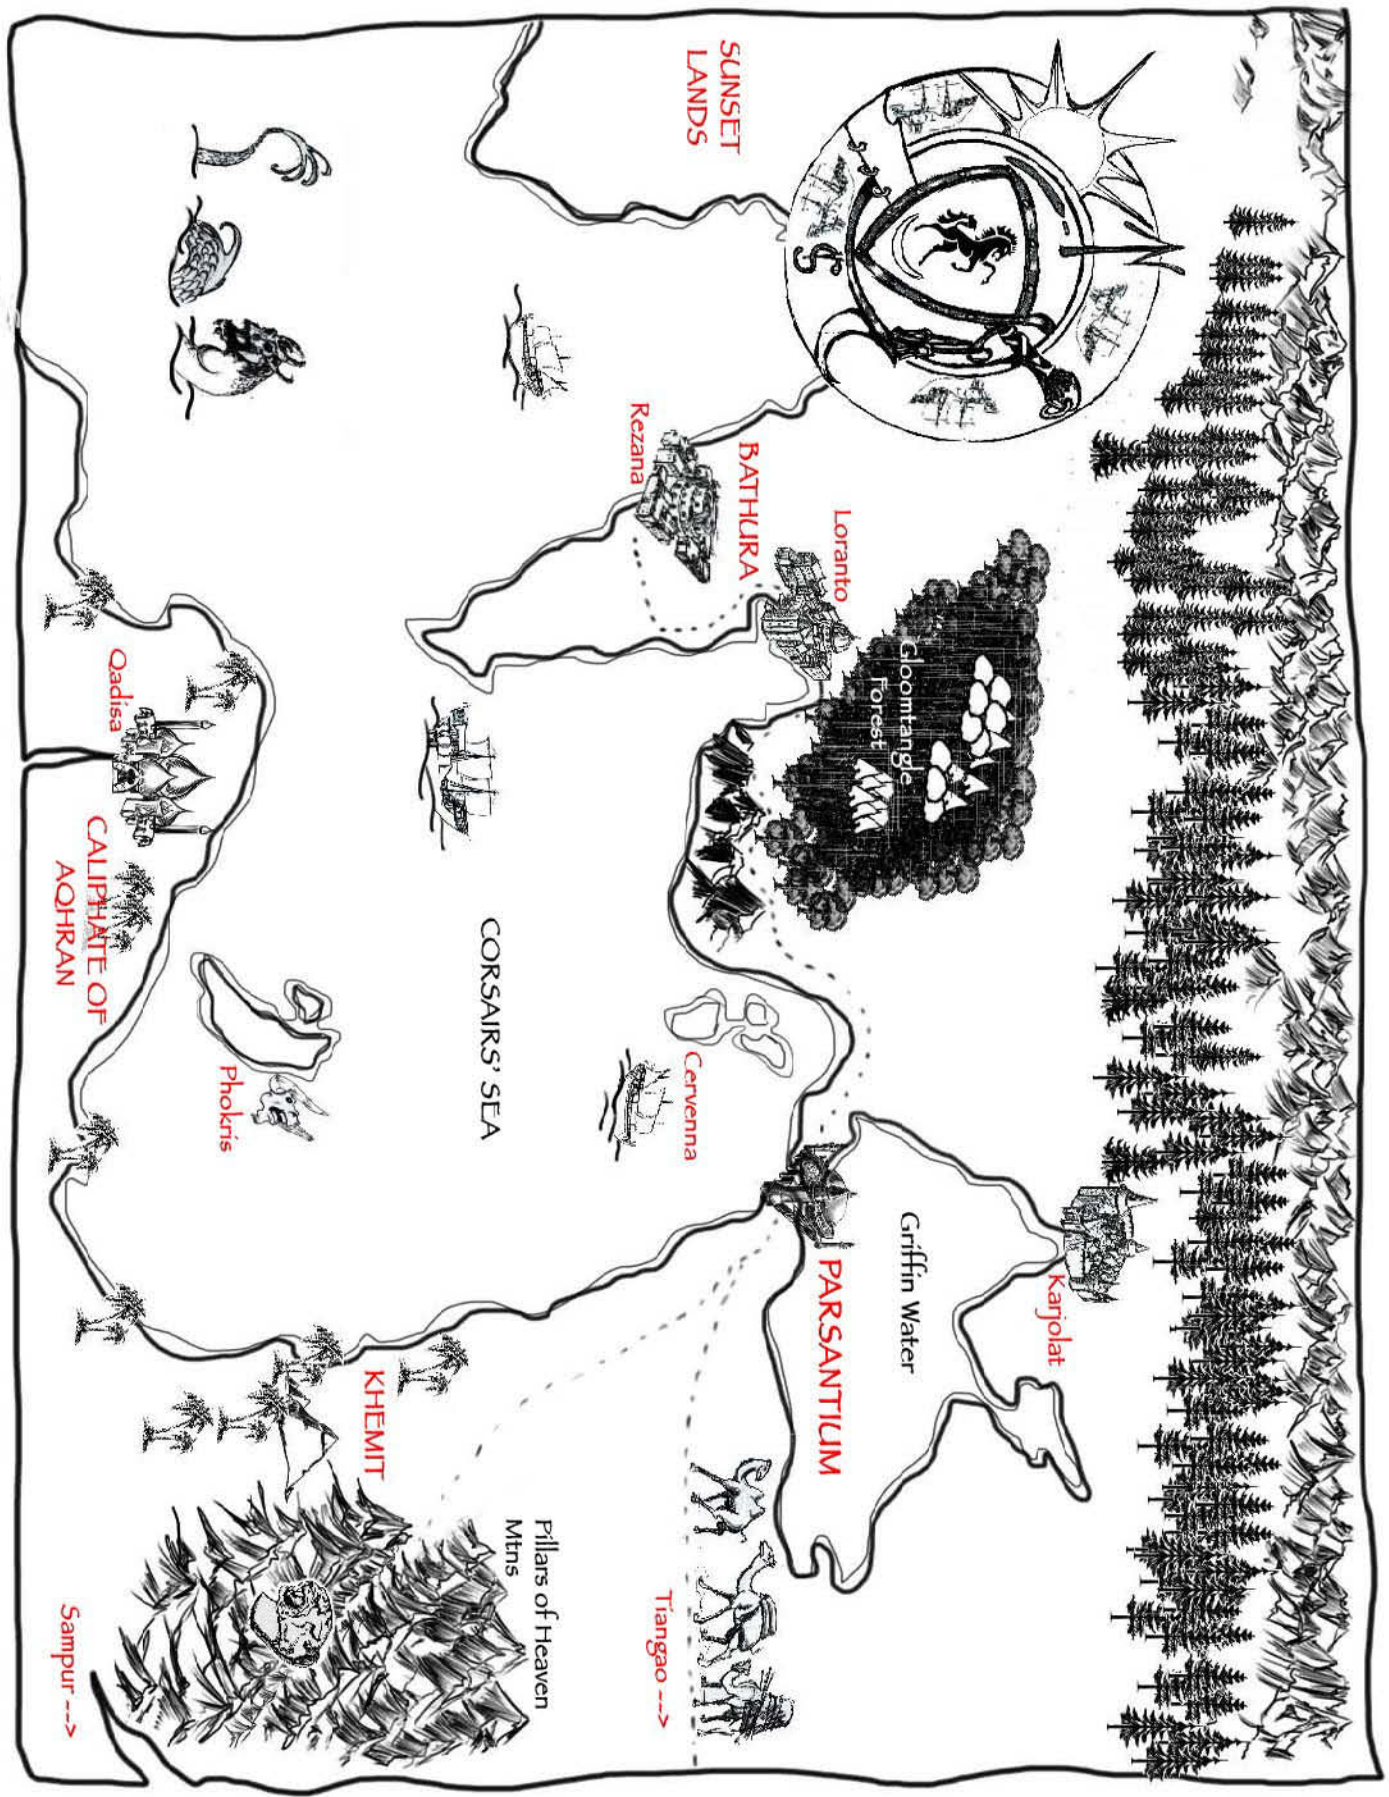 SUNSET
LANDS
N
Rezana
BATHURA
Loranto
Gloomtangle
Forest
Karjolat
Griffin Water
PARSANTIUM
Cervenna
CORSAIRS' SEA
Qadisa
CALIPHATE OF
AQHRAN
Phokris
KHEMIT
Pillars of Heaven
Mtns
Tiangao --->
Sampur --->